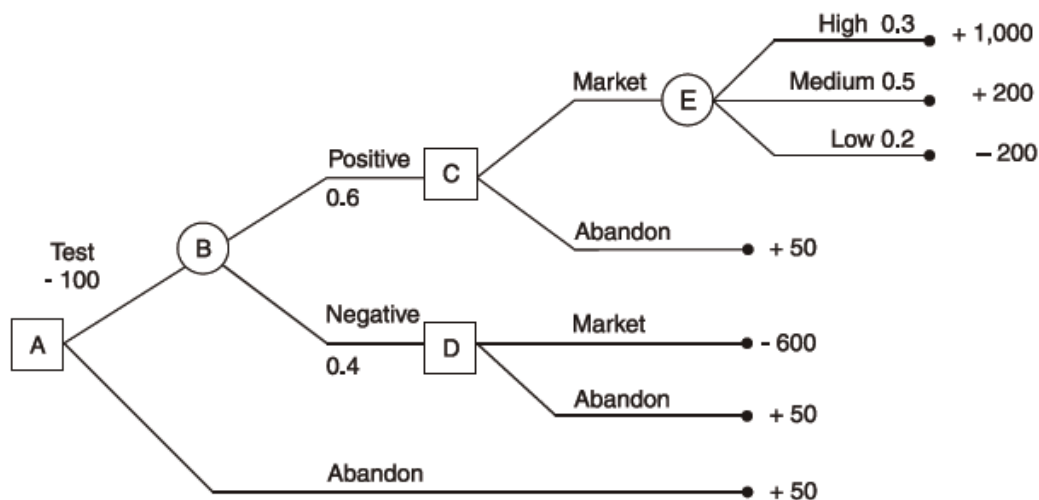 High 0.3 + 1,000
Market E Medium 0.5 + 200
Low 0.2 – 200
Positive C
0.6
Abandon + 50
Test B
- 100
Negative D Market - 600
A
0.4
Abandon + 50
Abandon + 50